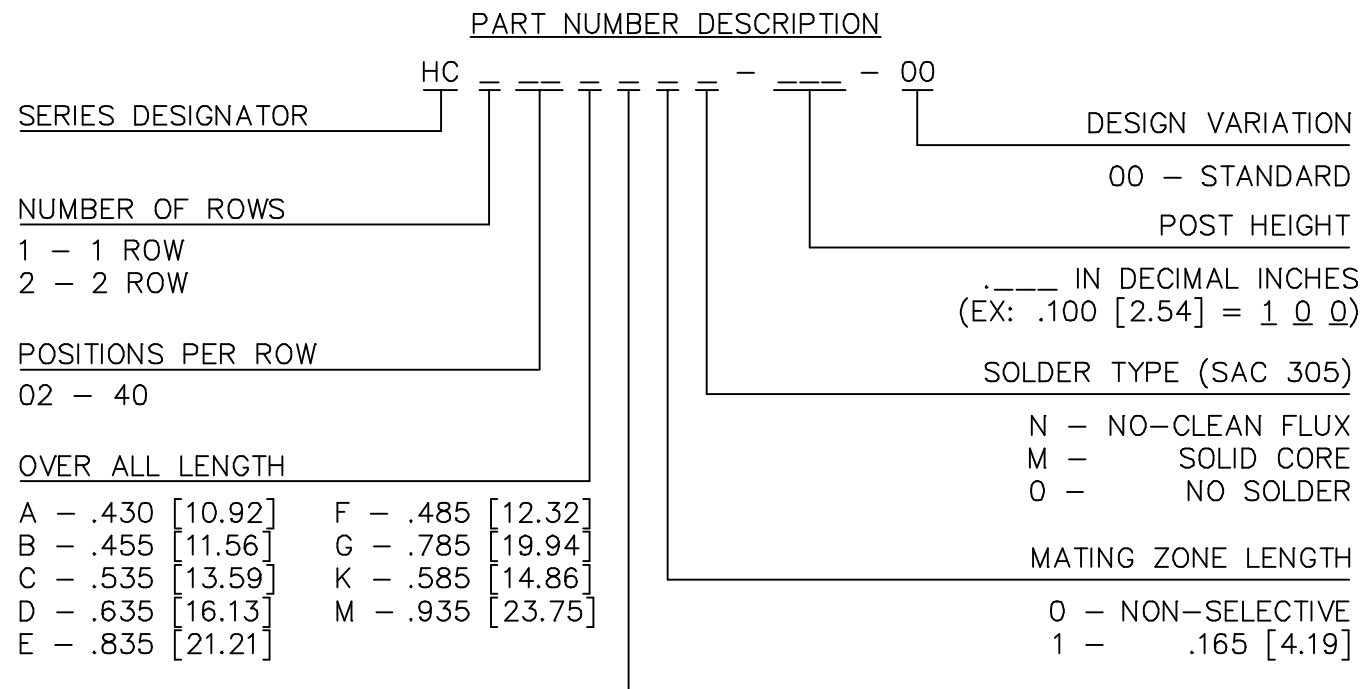 PART NUMBER DESCRIPTION
HC _ __ _ _ _ _ - ___ - 00
SERIES DESIGNATOR
NUMBER OF ROWS
1 - 1 ROW
2 - 2 ROW
POSITIONS PER ROW
02 - 40
OVER ALL LENGTH
A - .430 [10.92]
B - .455 [11.56]
C - .535 [13.59]
D - .635 [16.13]
E - .835 [21.21]
F - .485 [12.32]
G - .785 [19.94]
K - .585 [14.86]
M - .935 [23.75]
DESIGN VARIATION
00 - STANDARD
POST HEIGHT
.___ IN DECIMAL INCHES
(EX: .100 [2.54] = 1 0 0)
SOLDER TYPE (SAC 305)
N - NO-CLEAN FLUX
M - SOLID CORE
0 - NO SOLDER
MATING ZONE LENGTH
0 - NON-SELECTIVE
1 - .165 [4.19]